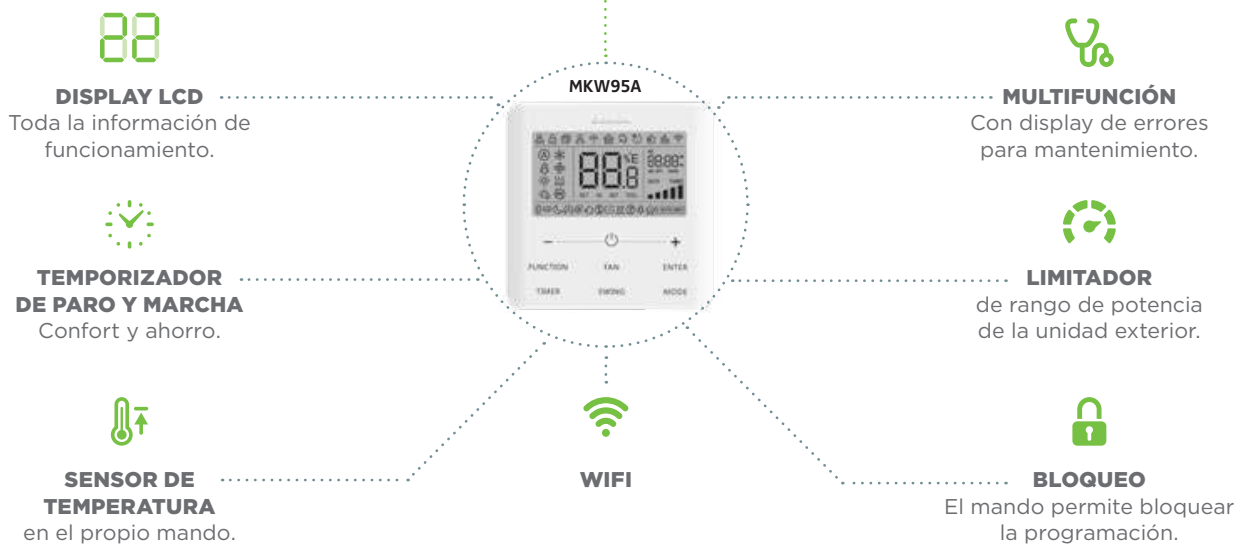 MKW95A
DISPLAY LCD
Toda la información de
funcionamiento.
TEMPORIZADOR
DE PARO Y MARCHA
Confort y ahorro.
SENSOR DE
TEMPERATURA
en el propio mando.
FUNCTION FAN ENTER
TIMER SWING MODE
WIFI
MULTIFUNCIÓN
Con display de errores
para mantenimiento.
LIMITADOR
de rango de potencia
de la unidad exterior.
BLOQUEO
El mando permite bloquear
la programación.